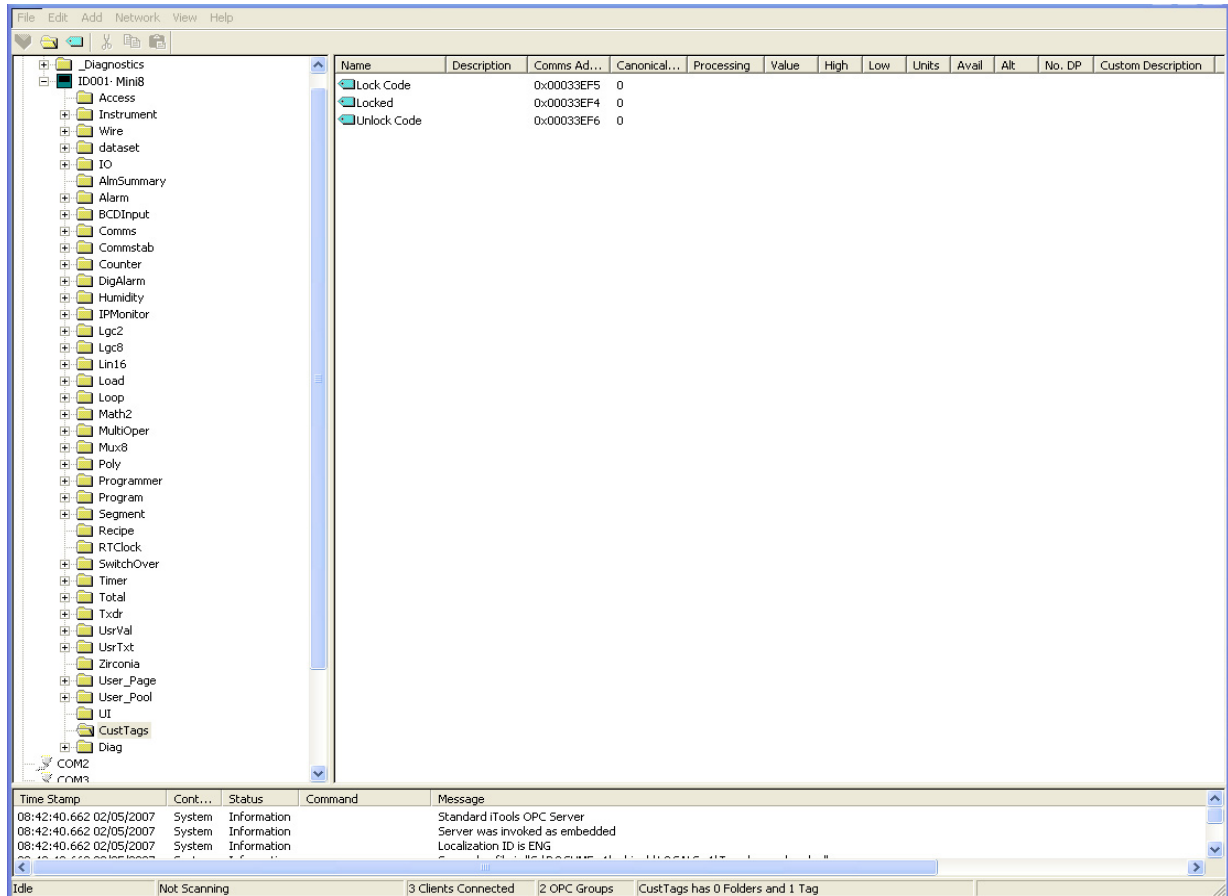 File Edit Add Network View Help
_Diagnostics
ID001- Mini8
Access
Instrument
Wire
dataset
IO
AlmSummary
Alarm
BCDInput
Comms
Commstab
Counter
DigAlarm
Humidity
IPMonitor
Lgc2
Lgc8
Lin16
Load
Loop
Math2
MultiOper
Mux8
Poly
Programmer
Program
Segment
Recipe
RTClock
SwitchOver
Timer
Total
Txdr
UsrVal
UsrTxt
Zirconia
User_Page
User_Pool
UI
CustTags
Diag
COM2
COM3
Name Description Comms Ad... Canonical... Processing Value High Low Units Avail Alt No. DP Custom Description
Lock Code 0x00033EF5 0
Locked 0x00033EF4 0
Unlock Code 0x00033EF6 0
Time Stamp Cont... Status Command Message
08:42:40.662 02/05/2007 System Information Standard iTools OPC Server
08:42:40.662 02/05/2007 System Information Server was invoked as embedded
08:42:40.662 02/05/2007 System Information Localization ID is ENG
Idle Not Scanning 3 Clients Connected 2 OPC Groups CustTags has 0 Folders and 1 Tag